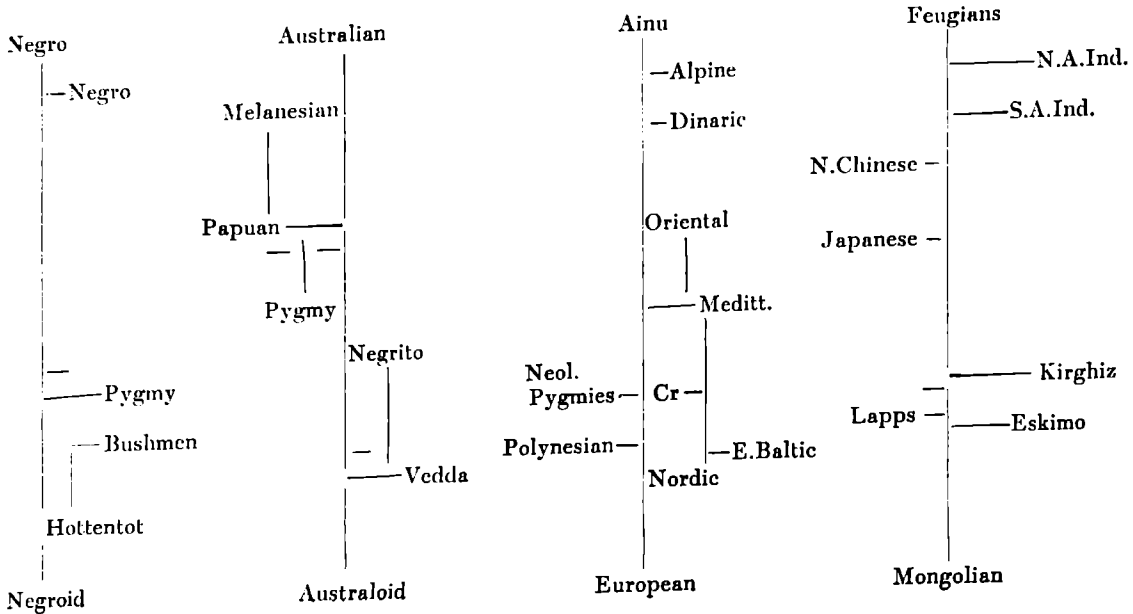 Negro
Negro
Pygmy
Bushmen
Hottentot
Negroid
Australian
Melanesian
Papuan
Pygmy
Negrito
Vedda
Australoid
Ainu
Alpine
Dinaric
Oriental
Meditt.
Neol.
Pygmies
Cr
Polynesian
E.Baltic
Nordic
European
Feugians
N.A.Ind.
S.A.Ind.
N.Chinese
Japanese
Kirghiz
Lapps
Eskimo
Mongolian